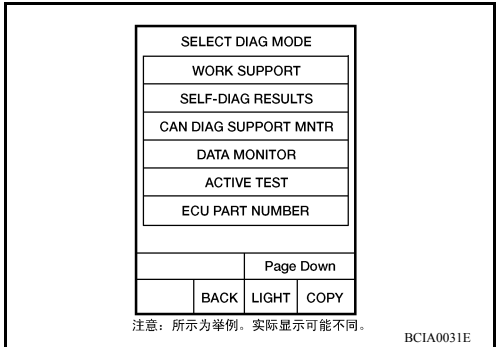 SELECT DIAG MODE
WORK SUPPORT
SELF-DIAG RESULTS
CAN DIAG SUPPORT MNTR
DATA MONITOR
ACTIVE TEST
ECU PART NUMBER
Page Down
BACK LIGHT COPY
注意：所示为举例。实际显示可能不同。
BCIA0031E